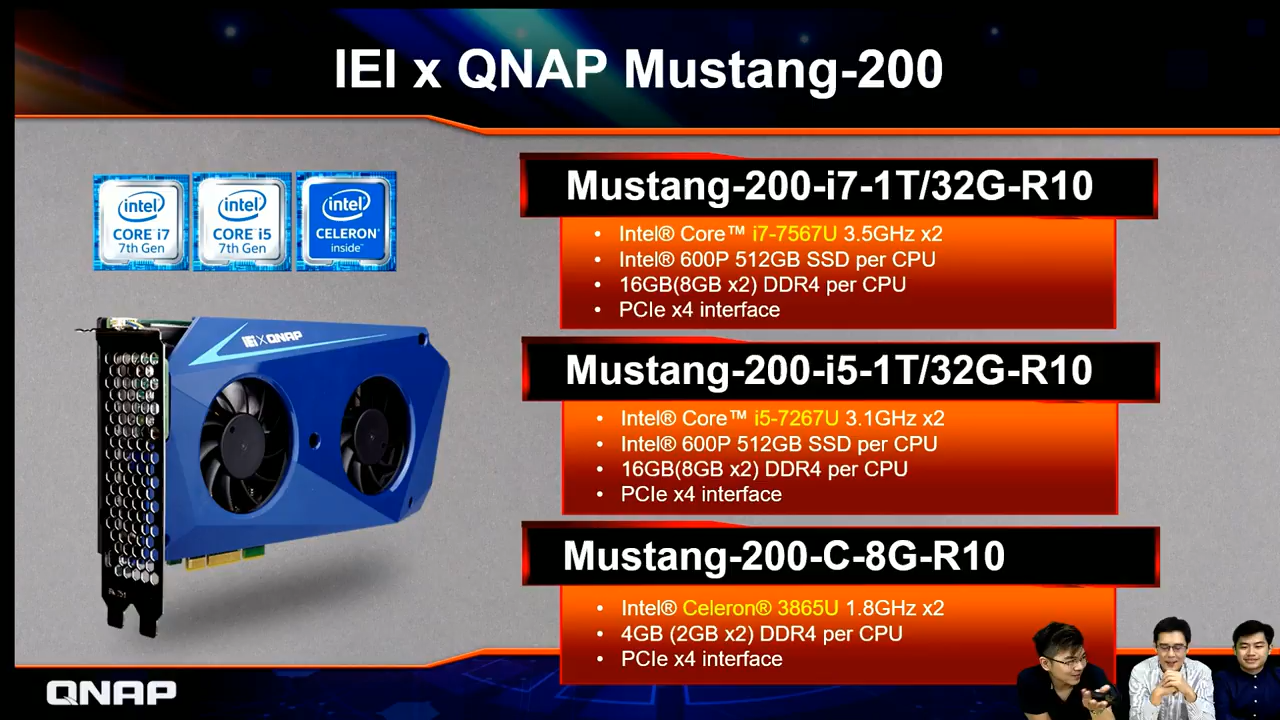 IEI x QNAP Mustang-200
intel
CORE i7
7th Gen
intel
CORE i5
7th Gen
intel
CELERON®
inside™
IEI x QNAP
Mustang-200-i7-1T/32G-R10
• Intel® Core™ i7-7567U 3.5GHz x2
• Intel® 600P 512GB SSD per CPU
• 16GB(8GB x2) DDR4 per CPU
• PCIe x4 interface
Mustang-200-i5-1T/32G-R10
• Intel® Core™ i5-7267U 3.1GHz x2
• Intel® 600P 512GB SSD per CPU
• 16GB(8GB x2) DDR4 per CPU
• PCIe x4 interface
Mustang-200-C-8G-R10
• Intel® Celeron® 3865U 1.8GHz x2
• 4GB (2GB x2) DDR4 per CPU
• PCIe x4 interface
QNAP